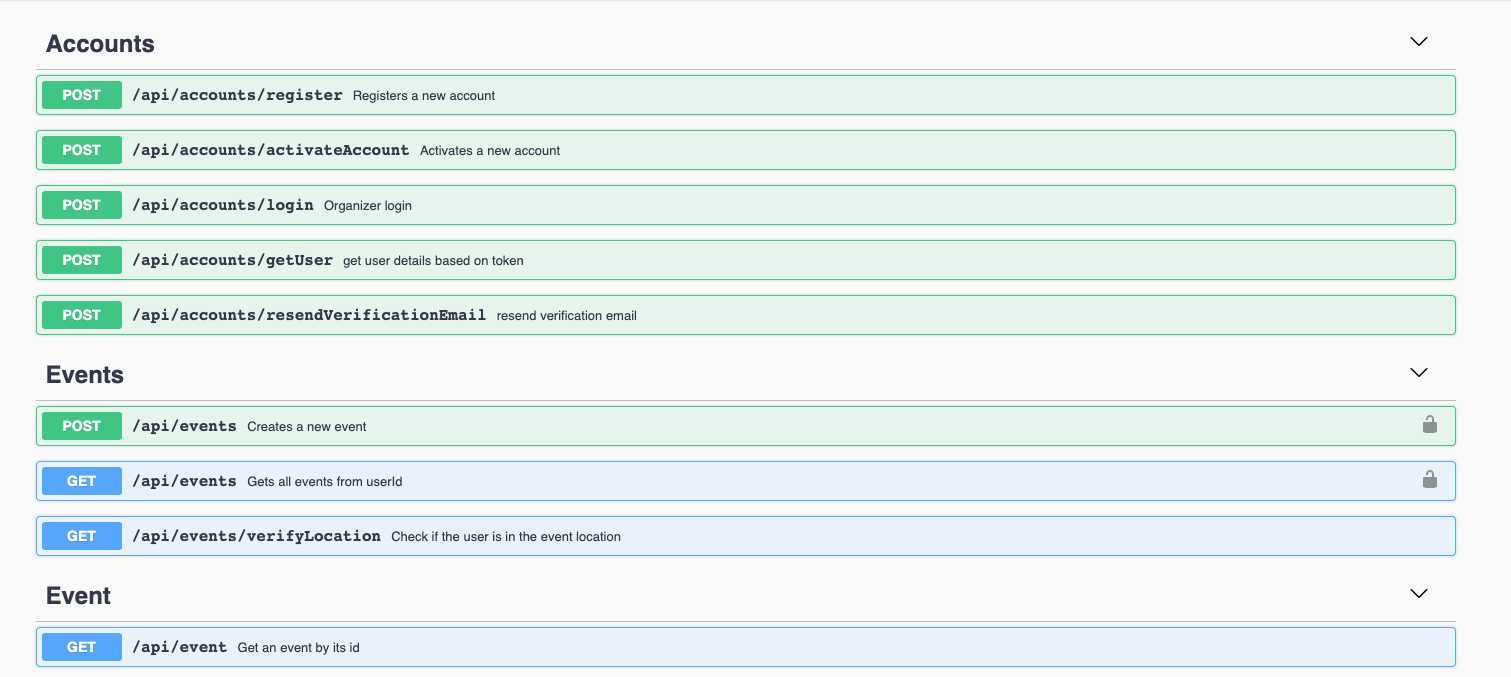 Accounts
POST /api/accounts/register Registers a new account
POST /api/accounts/activateAccount Activates a new account
POST /api/accounts/login Organizer login
POST /api/accounts/getUser get user details based on token
POST /api/accounts/resendVerificationEmail resend verification email
Events
POST /api/events Creates a new event
GET /api/events Gets all events from userId
GET /api/events/verifyLocation Check if the user is in the event location
Event
GET /api/event Get an event by its id